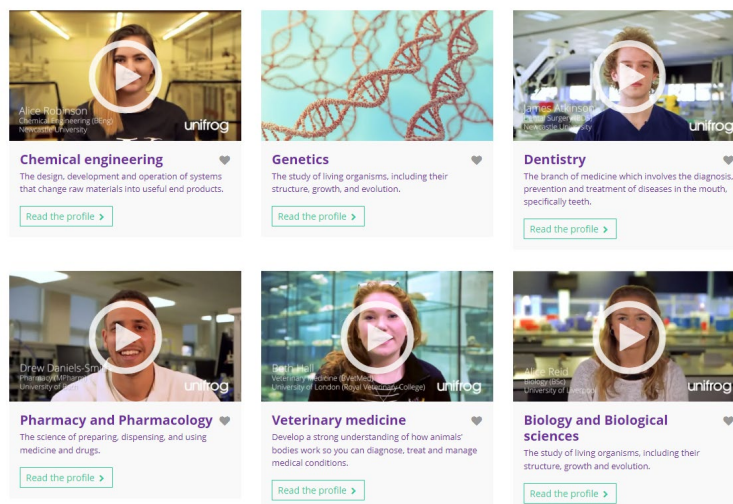 Alice Robinson
Chemical Engineering (BEng)
Newcastle University
unifrog
Chemical engineering
The design, development and operation of systems
that change raw materials into useful end products.
Read the profile >
Genetics
The study of living organisms, including their
structure, growth, and evolution.
Read the profile >
James Atkinson
Dental Surgery
Newcastle University
unifrog
Dentistry
The branch of medicine which involves the diagnosis,
prevention and treatment of diseases in the mouth,
specifically teeth.
Read the profile >
Drew Daniels-Smith
Pharmacy (MPharm)
University of
unifrog
Pharmacy and Pharmacology
The science of preparing, dispensing, and using
medicine and drugs.
Read the profile >
Beth Hall
Veterinary Medicine (BVetMed)
University of London (Royal Veterinary College)
unifrog
Veterinary medicine
Develop a strong understanding of how animals'
bodies work so you can diagnose, treat and manage
medical conditions.
Read the profile >
Alice Reid
Biology (BSc)
University of Liverpool
unifrog
Biology and Biological
sciences
The study of living organisms, including their
structure, growth and evolution.
Read the profile >